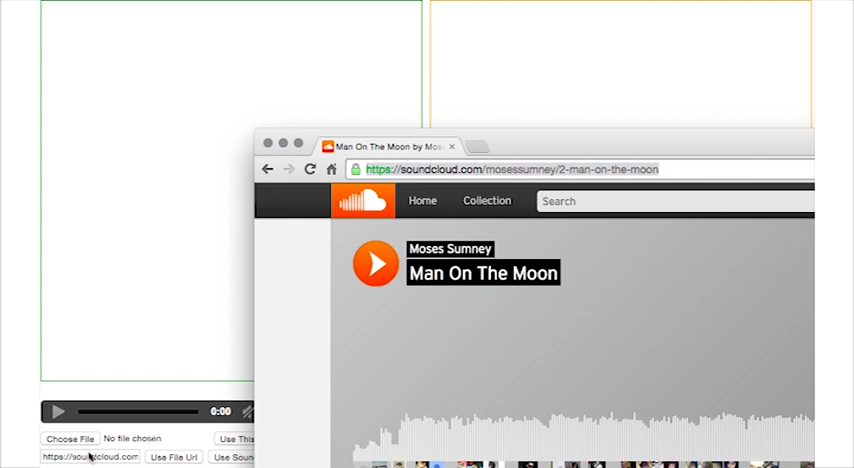 Man On The Moon by Mos
https://soundcloud.com/mosessumney/2-man-on-the-moon
Home
Collection
Search
Moses Sumney
Man On The Moon
0:00
Choose File
No file chosen
Use This
https://soundcloud.com
Use File Url
Use Soun